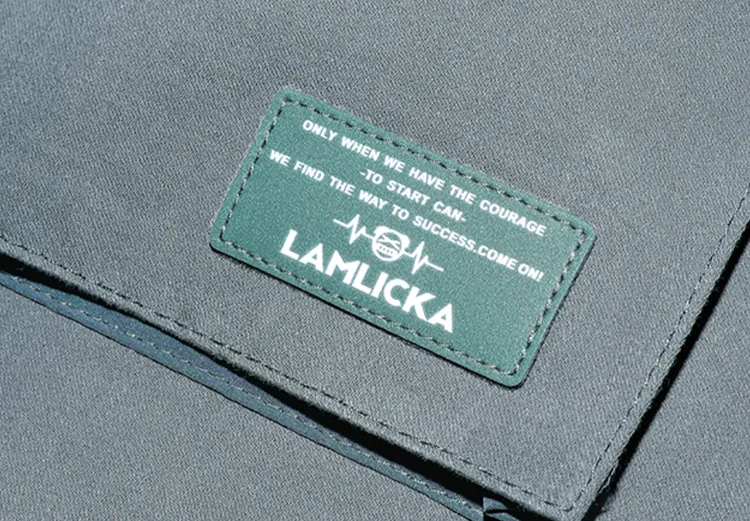 ONLY WHEN WE HAVE THE COURAGE
-TO START CAN-
WE FIND THE WAY TO SUCCESS.COME ON!
LAMLICKA